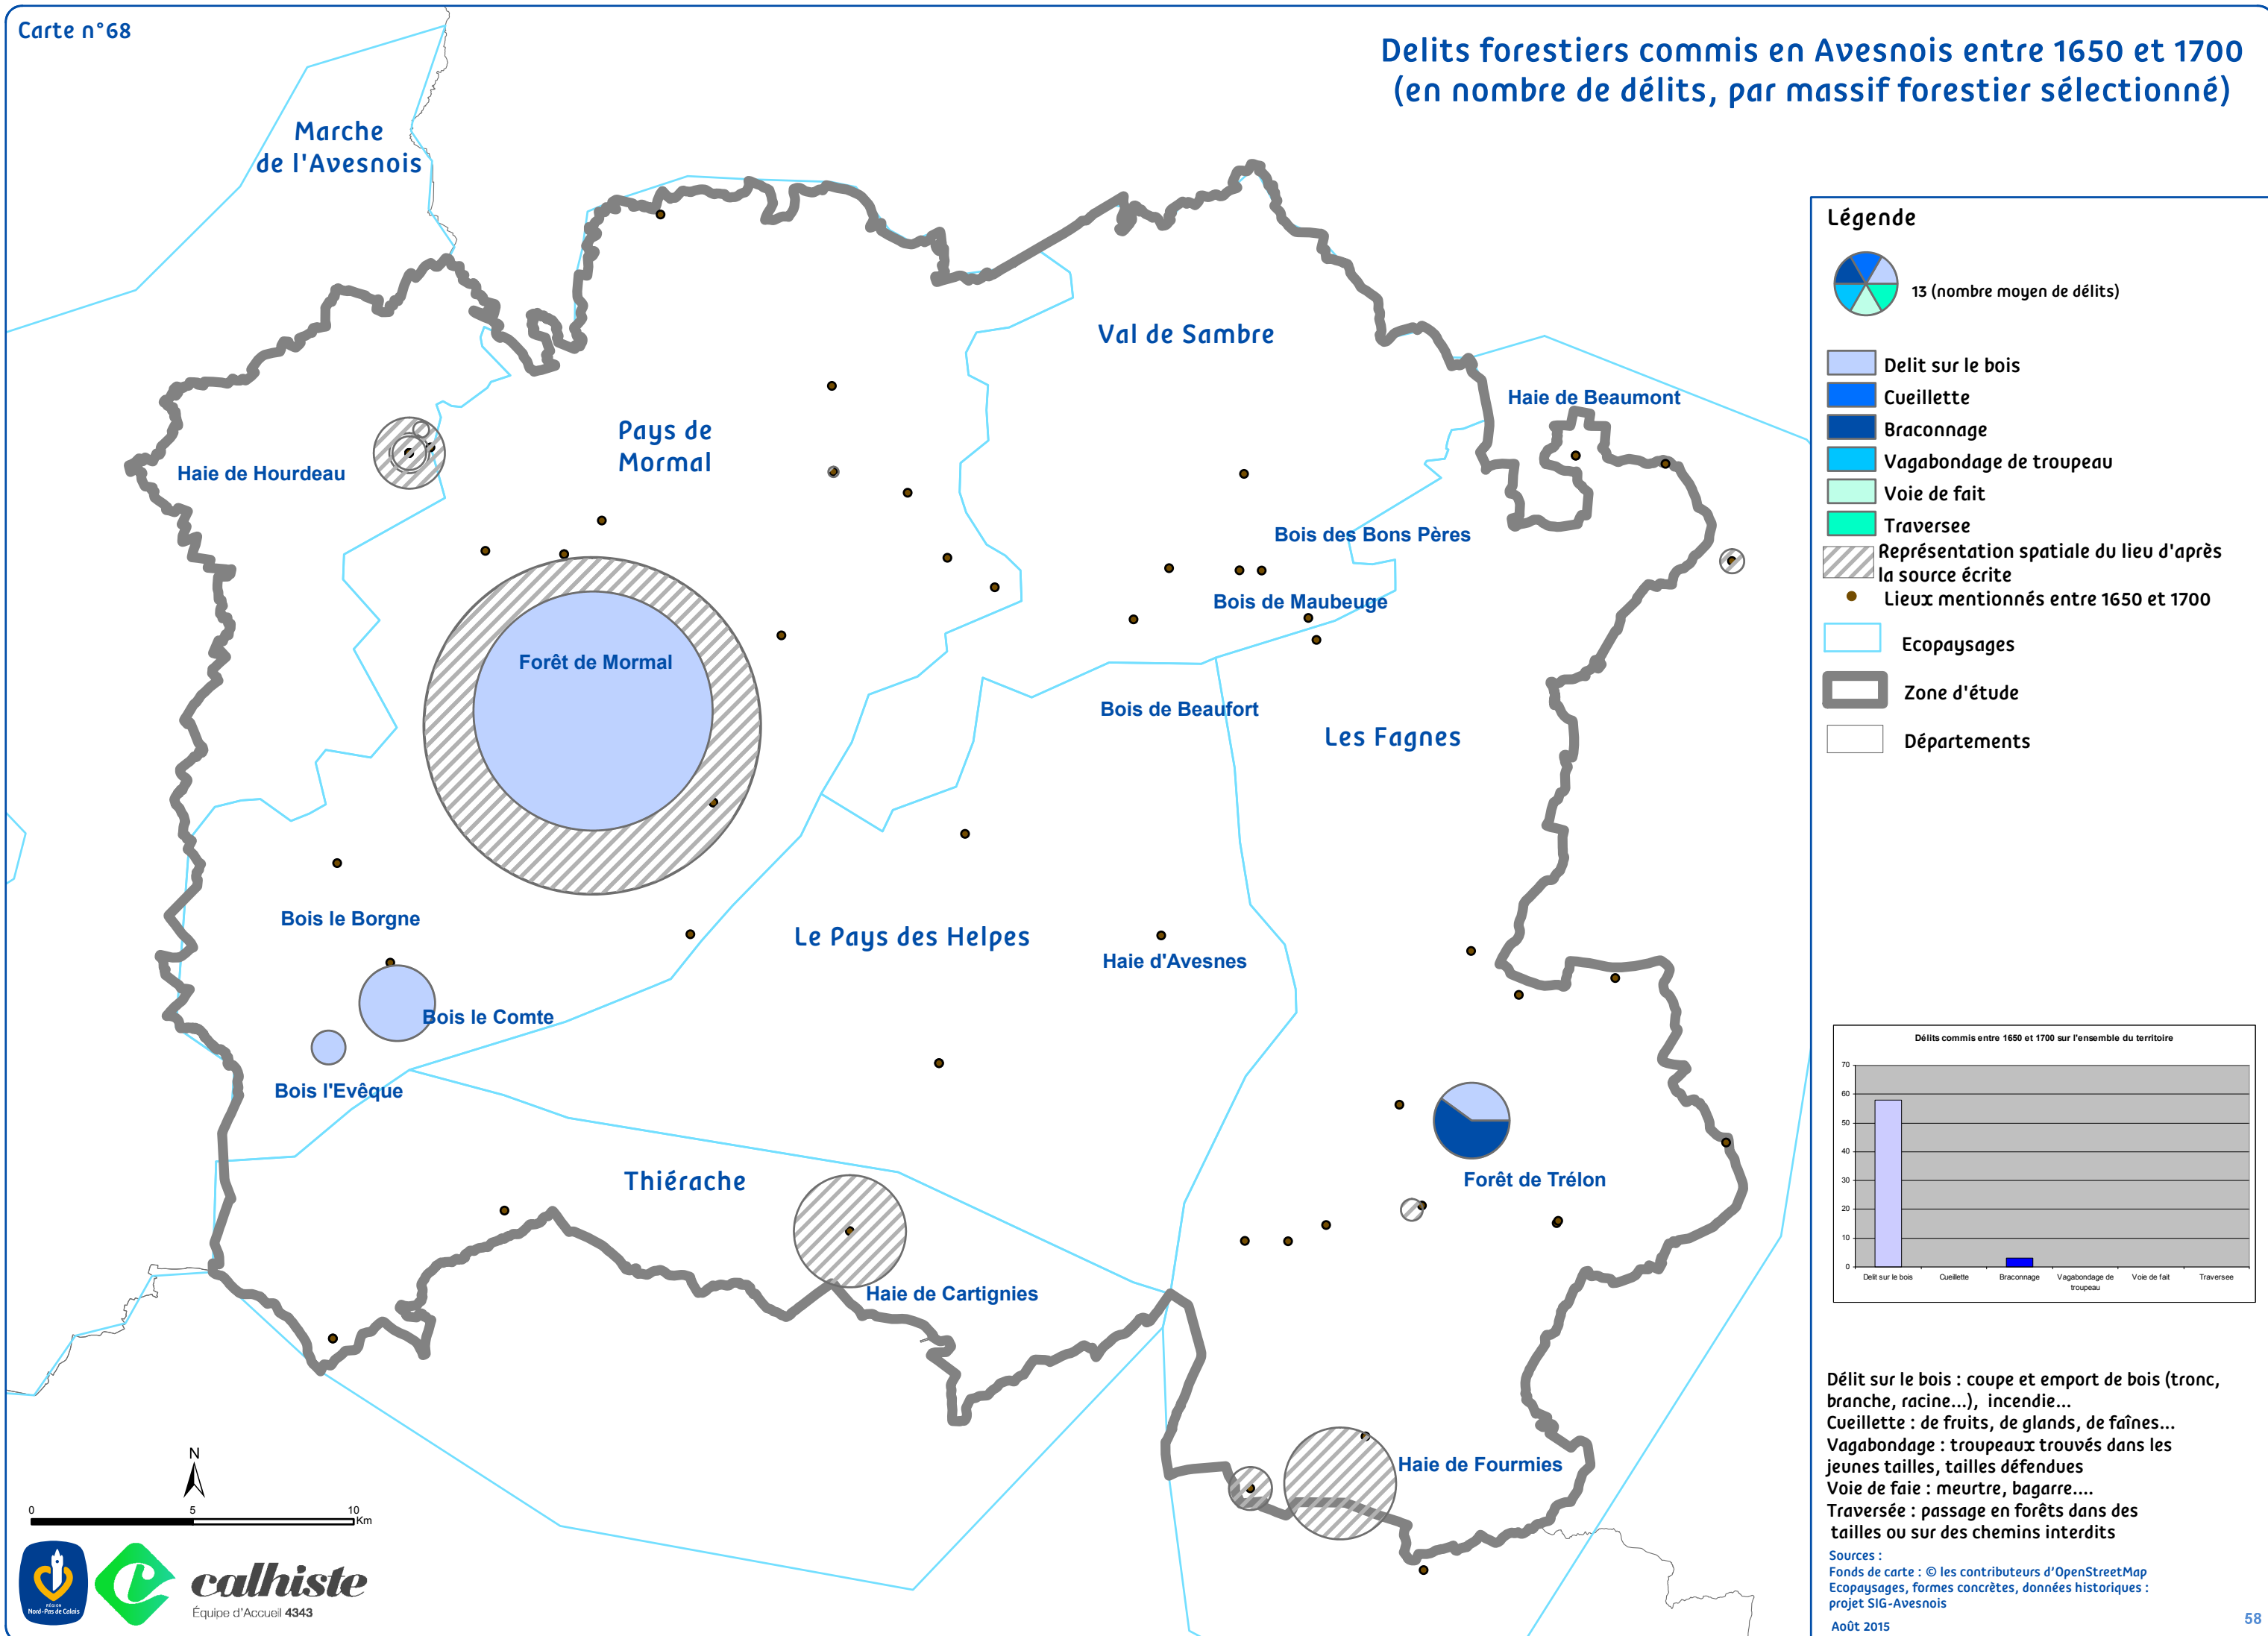 Carte n°68
Delits forestiers commis en Avesnois entre 1650 et 1700
(en nombre de délits, par massif forestier sélectionné)
Marche
de l'Avesnois
Val de Sambre
Haie de Beaumont
Pays de
Mormal
Haie de Hourdeau
Bois des Bons Pères
Bois de Maubeuge
Forêt de Mormal
Bois de Beaufort
Les Fagnes
Bois le Borgne
Le Pays des Helpes
Haie d'Avesnes
Bois le Comte
Bois l'Evêque
Thiérache
Forêt de Trélon
Haie de Cartignies
Haie de Fourmies
N
0 5 10
Km
RÉGION
Nord-Pas de Calais
calhiste
Équipe d'Accueil 4343
Légende
13 (nombre moyen de délits)
Delit sur le bois
Cueillette
Braconnage
Vagabondage de troupeau
Voie de fait
Traversee
Représentation spatiale du lieu d'après
la source écrite
Lieux mentionnés entre 1650 et 1700
Ecopaysages
Zone d'étude
Départements
Délits commis entre 1650 et 1700 sur l'ensemble du territoire
70
60
50
40
30
20
10
0
Delit sur le bois Cueillette Braconnage Vagabondage de Voie de fait Traversee
troupeau
Délit sur le bois : coupe et emport de bois (tronc,
branche, racine...), incendie...
Cueillette : de fruits, de glands, de faînes...
Vagabondage : troupeaux trouvés dans les
jeunes tailles, tailles défendues
Voie de faie : meurtre, bagarre....
Traversée : passage en forêts dans des
tailles ou sur des chemins interdits
Sources :
Fonds de carte : © les contributeurs d'OpenStreetMap
Ecopaysages, formes concrètes, données historiques :
projet SIG-Avesnois
Août 2015
58